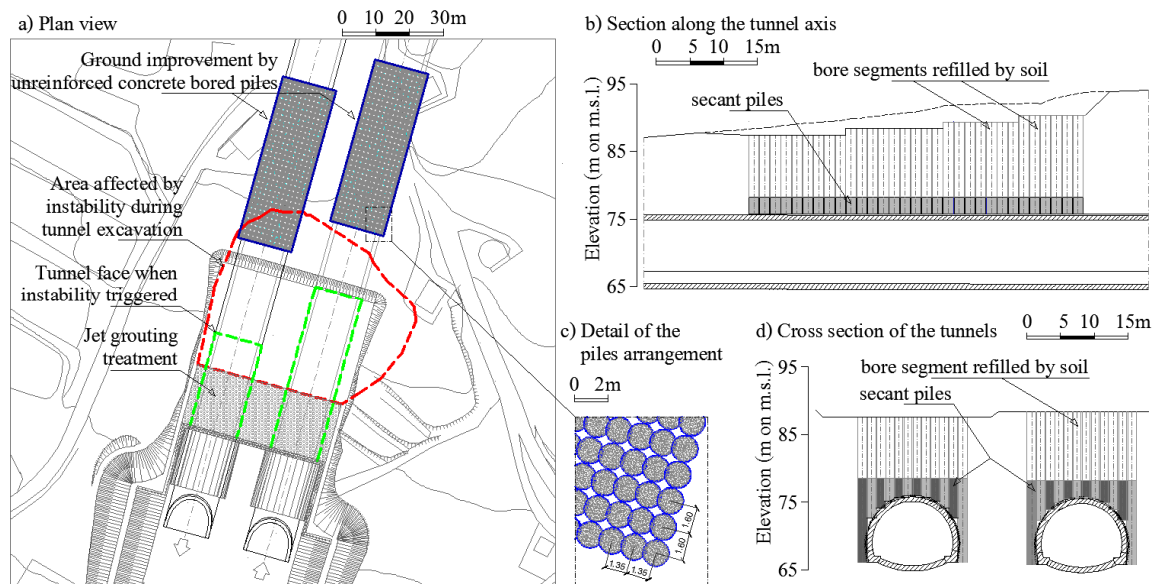 a) Plan view
0 10 20 30m
Ground improvement by
unreinforced concrete bored piles
Area affected by
instability during
tunnel excavation
Tunnel face when
instability triggered
Jet grouting
treatment
b) Section along the tunnel axis
0 5 10 15m
bore segments refilled by soil
secant piles
Elevation (m on m.s.l.)
95
85
75
65
c) Detail of the
piles arrangement
0 2m
1.60
1.60
1.35 1.35
d) Cross section of the tunnels
0 5 10 15m
bore segment refilled by soil
secant piles
Elevation (m on m.s.l.)
95
85
75
65